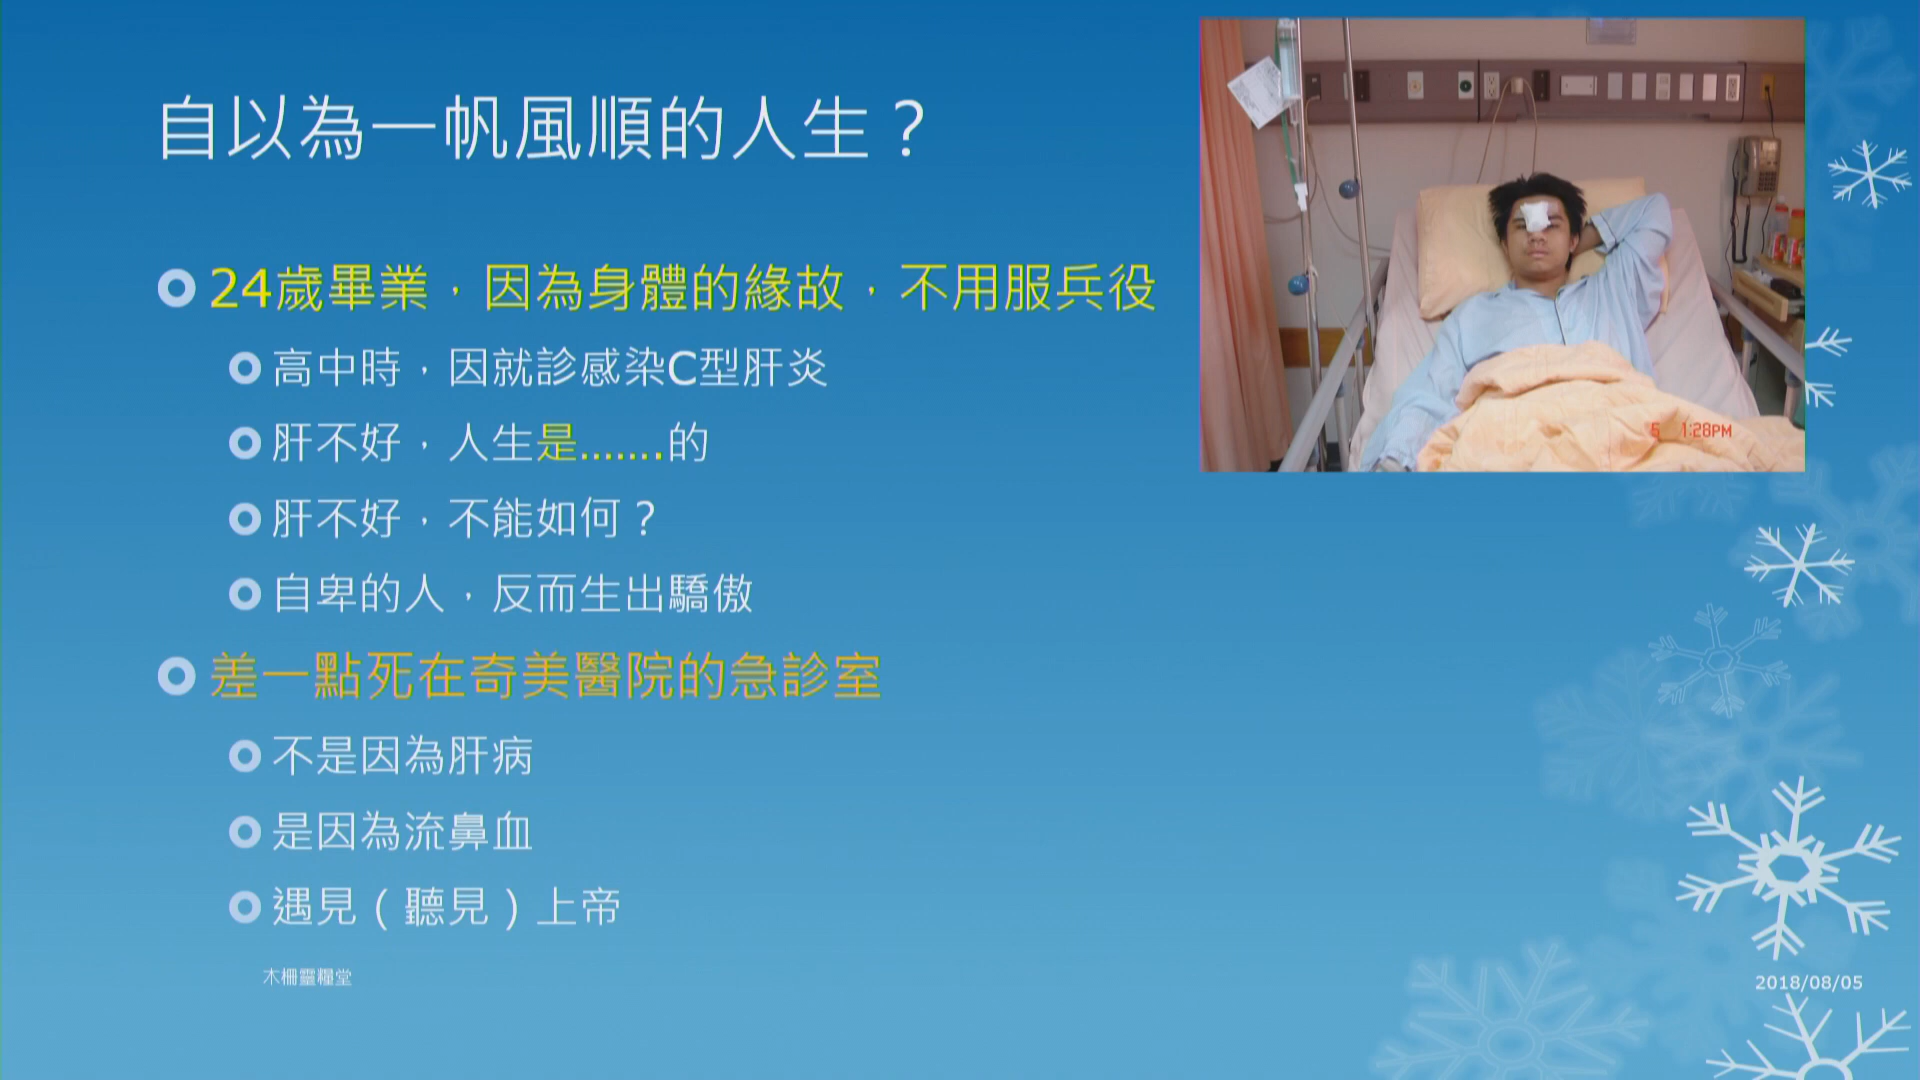 自以為一帆風順的人生？
24歲畢業，因為身體的緣故，不用服兵役
高中時，因就診感染C型肝炎
肝不好，人生是.......的
肝不好，不能如何？
自卑的人，反而生出驕傲
差一點死在奇美醫院的急診室
不是因為肝病
是因為流鼻血
遇見（聽見）上帝
5 1:28PM
木柵靈糧堂
2018/08/05